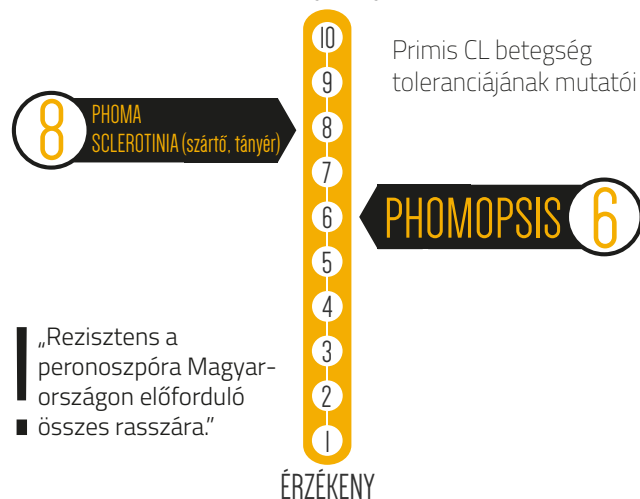 10
Primis CL betegség
toleranciájának mutatói
9
8
PHOMA
SCLEROTINIA (szártő, tányér)
8
7
6
PHOMOPSIS 6
5
4
3
2
1
„Rezisztens a
peronoszpóra Magyar-
országon előforduló
összes rasszára.”
ÉRZÉKENY